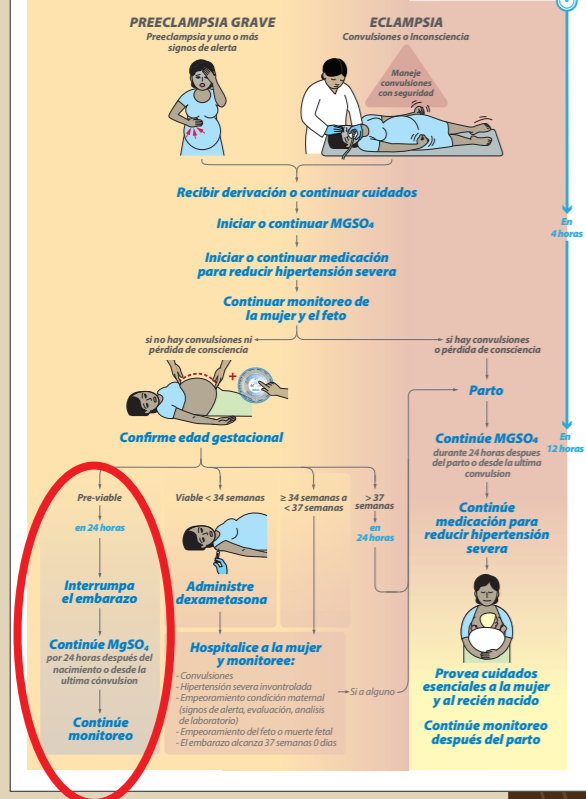 PREECLAMPSIA GRAVE
Preeclampsia y uno o más
signos de alerta
ECLAMPSIA
Convulsiones o Inconsciencia
Maneje
convulsiones
con seguridad
Recibir derivación o continuar cuidados
Iniciar o continuar MGSO₄
Iniciar o continuar medicación
para reducir hipertensión severa
Continuar monitoreo de
la mujer y el feto
En
4 horas
si no hay convulsiones ni
pérdida de consciencia
+
Confirme edad gestacional
si hay convulsiones
o pérdida de consciencia
Parto
Continúe MGSO₄
durante 24 horas despues
del parto o desde la ultima
convulsion
En
12 horas
Continúe
medicación para
reducir hipertensión
severa
Provea cuidados
esenciales a la mujer
y al recién nacido
Continúe monitoreo
después del parto
Pre-viable
en 24 horas
Interrumpa
el embarazo
Continúe MgSO₄
por 24 horas después del
nacimiento o desde la
ultima cónvulsion
Continúe
monitoreo
Viable < 34 semanas
Administre
dexametasona
≥ 34 semanas a
< 37 semanas
> 37
semanas
en
24 horas
Hospitalice a la mujer
y monitoree:
- Convulsiones
- Hipertensión severa invontrolada
- Empeoramiento condición maternal
(signos de alerta, evaluación, analisis
de laboratorio)
- Empeoramiento del feto o muerte fetal
- El embarazo alcanza 37 semanas 0 dias
Si a alguno